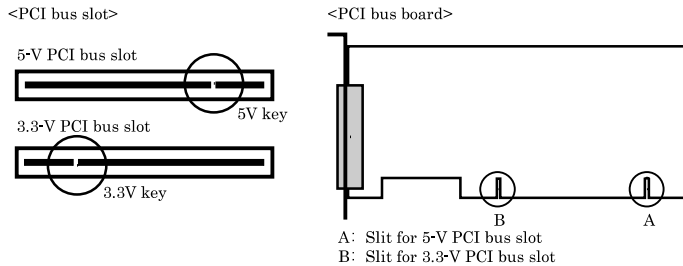 <PCI bus slot>
5-V PCI bus slot
5V key
3.3-V PCI bus slot
3.3V key
<PCI bus board>
B
A
A: Slit for 5-V PCI bus slot
B: Slit for 3.3-V PCI bus slot